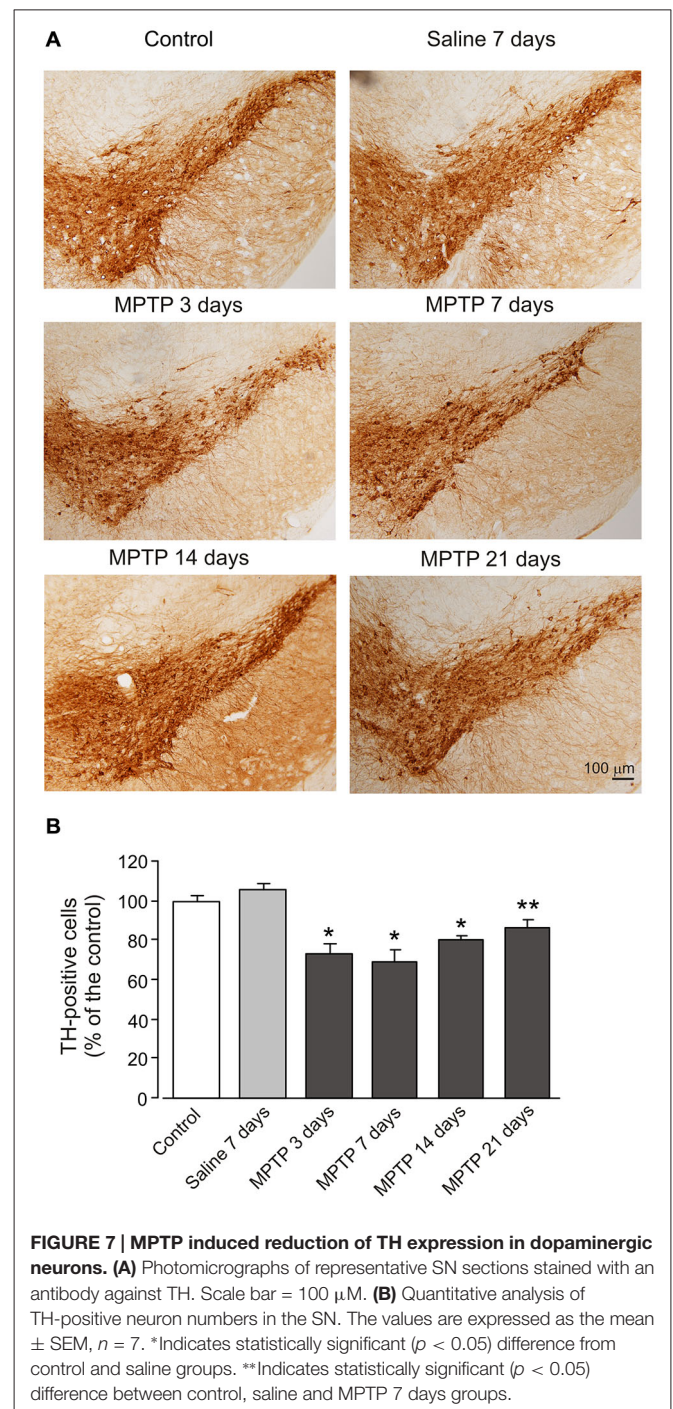 A
Control
Saline 7 days
MPTP 3 days
MPTP 7 days
MPTP 14 days
MPTP 21 days
100 μm
B
TH-positive cells
(% of the control)
120
100
80
60
40
20
0
*
*
*
**
Control
Saline 7 days
MPTP 3 days
MPTP 7 days
MPTP 14 days
MPTP 21 days
FIGURE 7 | MPTP induced reduction of TH expression in dopaminergic
neurons. (A) Photomicrographs of representative SN sections stained with an
antibody against TH. Scale bar = 100 μM. (B) Quantitative analysis of
TH-positive neuron numbers in the SN. The values are expressed as the mean
± SEM, n = 7. *Indicates statistically significant (p < 0.05) difference from
control and saline groups. **Indicates statistically significant (p < 0.05)
difference between control, saline and MPTP 7 days groups.